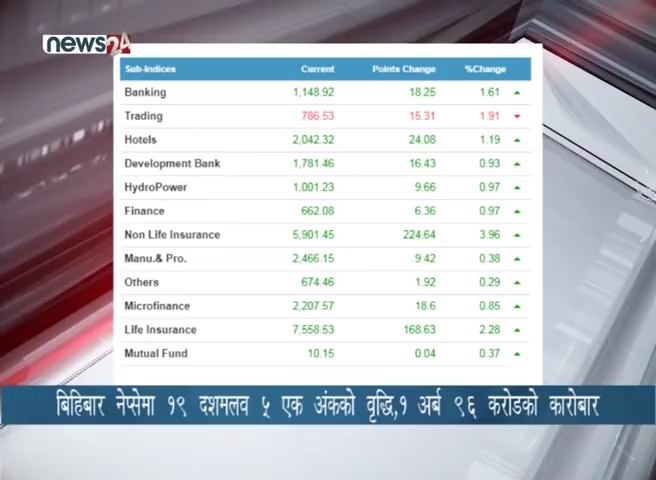 news24
Sub-Indices Current Points Change %Change
Banking 1,148.92 18.25 1.61
Trading 786.53 15.31 1.91
Hotels 2,042.32 24.08 1.19
Development Bank 1,781.46 16.43 0.93
HydroPower 1,001.23 9.66 0.97
Finance 662.08 6.36 0.97
Non Life Insurance 5,901.45 224.64 3.96
Manu.& Pro. 2,466.15 9.42 0.38
Others 674.46 1.92 0.29
Microfinance 2,207.57 18.6 0.85
Life Insurance 7,558.53 168.63 2.28
Mutual Fund 10.15 0.04 0.37
बिहिबार नेप्सेमा १९ दशमलव ५ एक अंकको वृद्धि,१ अर्ब ९६ करोडको कारोबार